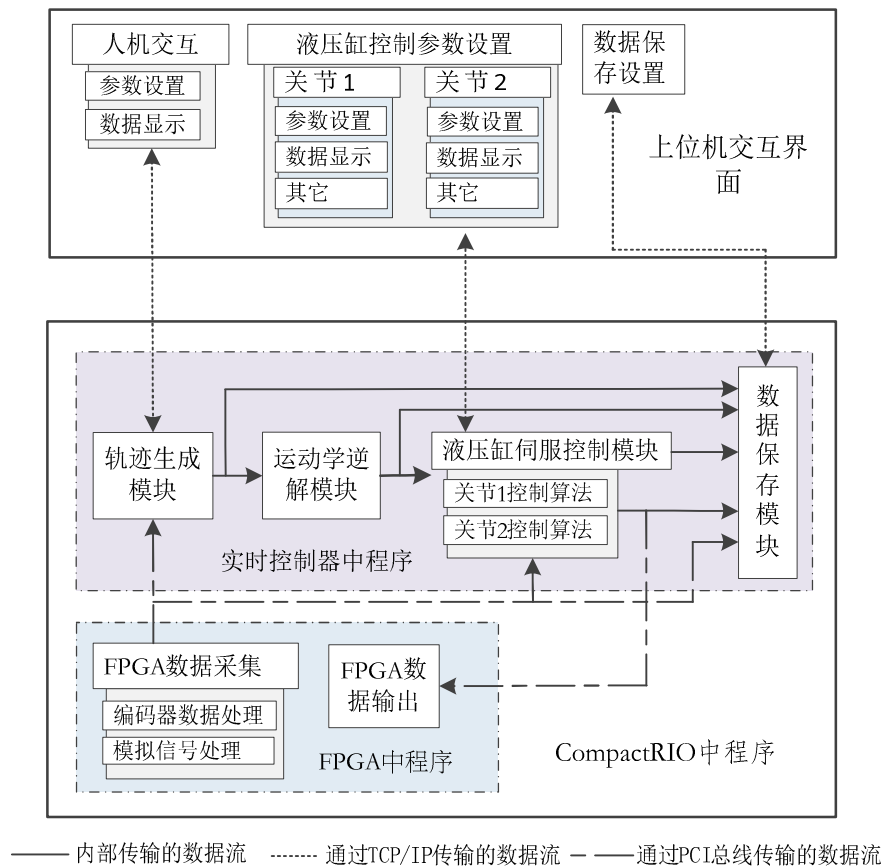 人机交互
参数设置
数据显示
液压缸控制参数设置
关节1
参数设置
数据显示
其它
关节2
参数设置
数据显示
其它
数据保
存设置
上位机交互界
面
轨迹生成
模块
运动学逆
解模块
液压缸伺服控制模块
关节1控制算法
关节2控制算法
数
据
保
存
模
块
实时控制器中程序
FPGA数据采集
编码器数据处理
模拟信号处理
FPGA数
据输出
FPGA中程序
CompactRIO中程序
内部传输的数据流
通过TCP/IP传输的数据流
通过PCI总线传输的数据流